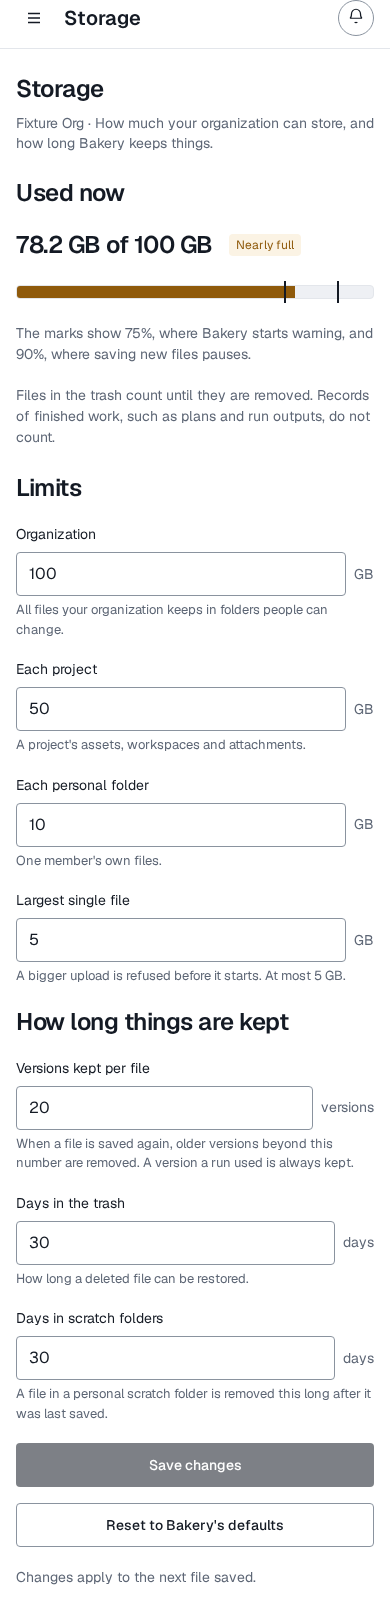 Storage
Storage
Fixture Org · How much your organization can store, and
how long Bakery keeps things.
Used now
78.2 GB of 100 GB Nearly full
The marks show 75%, where Bakery starts warning, and
90%, where saving new files pauses.
Files in the trash count until they are removed. Records
of finished work, such as plans and run outputs, do not
count.
Limits
Organization
100 GB
All files your organization keeps in folders people can
change.
Each project
50 GB
A project's assets, workspaces and attachments.
Each personal folder
10 GB
One member's own files.
Largest single file
5 GB
A bigger upload is refused before it starts. At most 5 GB.
How long things are kept
Versions kept per file
20 versions
When a file is saved again, older versions beyond this
number are removed. A version a run used is always kept.
Days in the trash
30 days
How long a deleted file can be restored.
Days in scratch folders
30 days
A file in a personal scratch folder is removed this long after it
was last saved.
Save changes
Reset to Bakery's defaults
Changes apply to the next file saved.